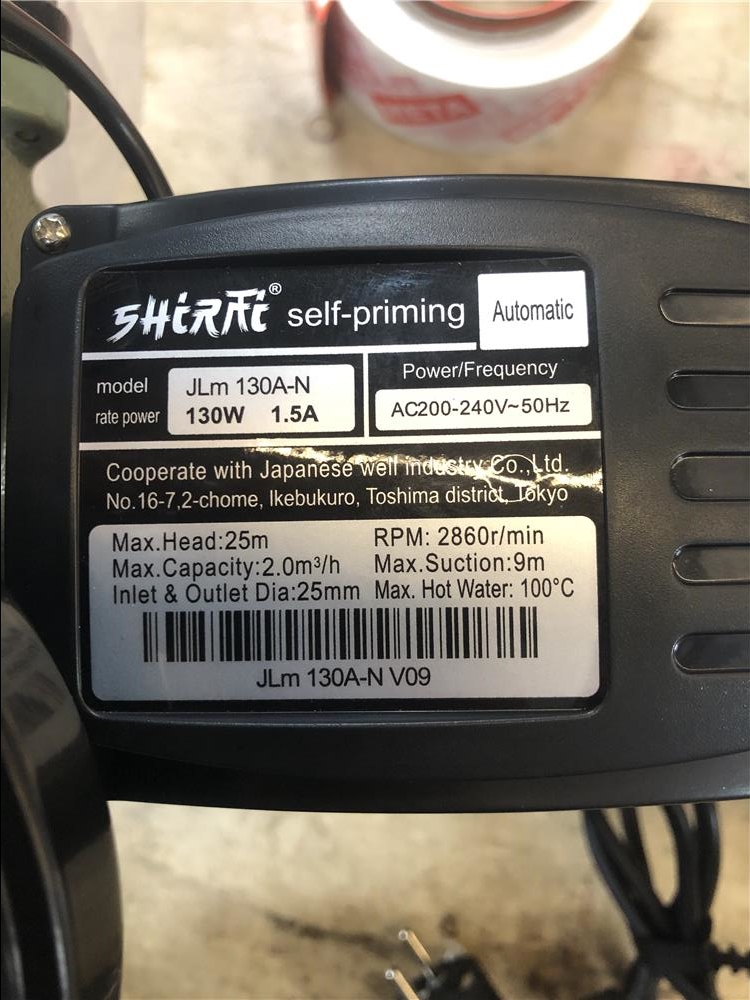 SHiRAi® self-priming Automatic
model JLm 130A-N
rate power 130W 1.5A
Power/Frequency
AC200-240V~50Hz
Cooperate with Japanese well industry Co.,Ltd.
No.16-7,2-chome, Ikebukuro, Toshima district, Tokyo
Max.Head:25m RPM: 2860r/min
Max.Capacity:2.0m³/h Max.Suction:9m
Inlet & Outlet Dia:25mm Max. Hot Water: 100°C
JLm 130A-N V09